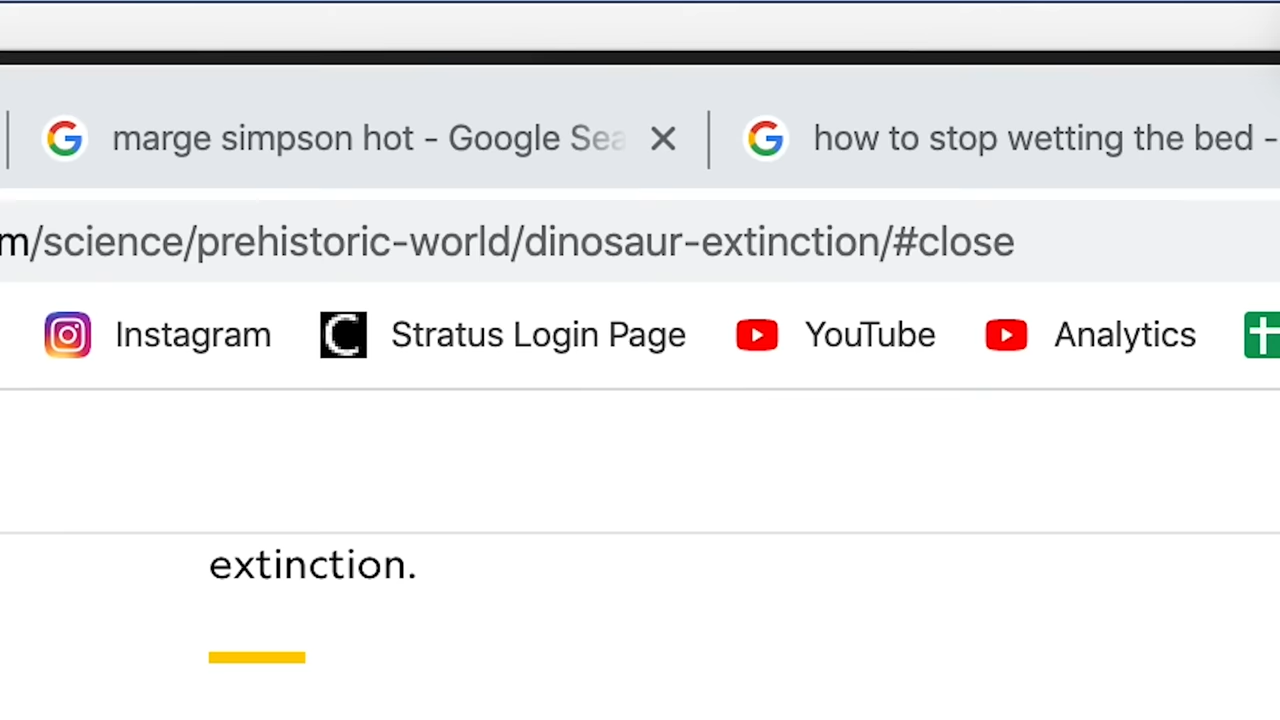 marge simpson hot - Google Sea
how to stop wetting the bed -
m/science/prehistoric-world/dinosaur-extinction/#close
Instagram
Stratus Login Page
YouTube
Analytics
extinction.